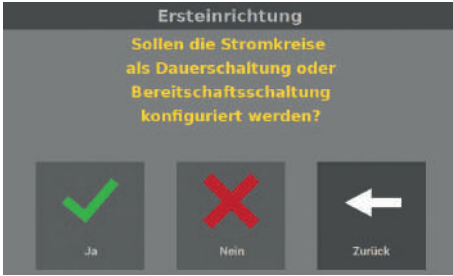 Ersteinrichtung
Sollen die Stromkreise
als Dauerschaltung oder
Bereitschaftsschaltung
konfiguriert werden?
Ja
Nein
Zurück